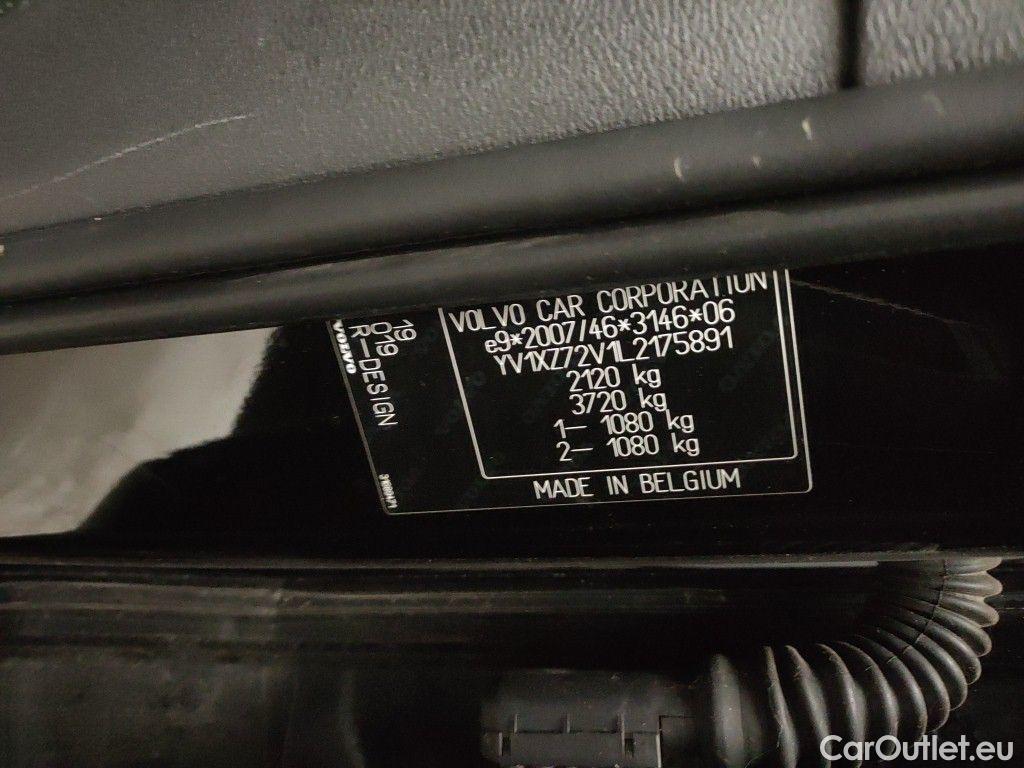 VOLVO CAR CORPORATION
e9*2007/46*3146*06
YV1XZ72V1L2175891
2120 kg
3720 kg
1– 1080 kg
2– 1080 kg
MADE IN BELGIUM
19
019
R–DESIGN
VOLVO
CarOutlet.eu